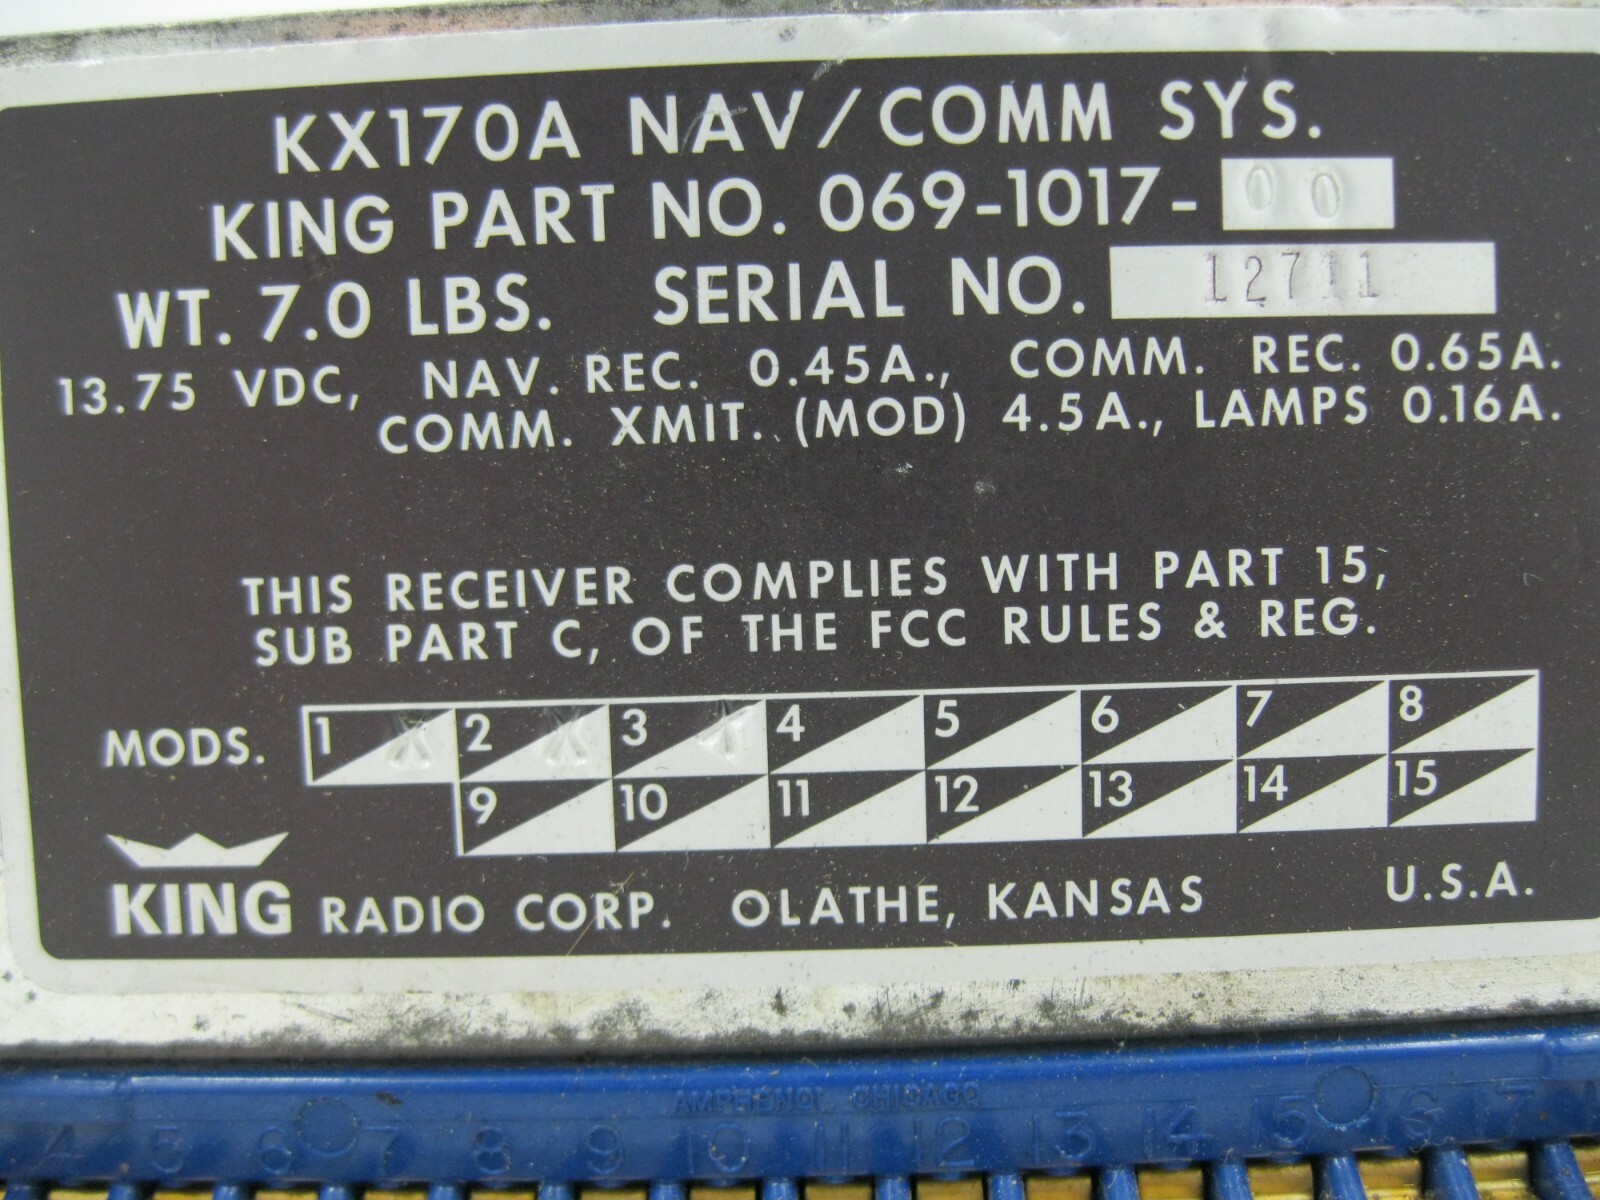 KX170A NAV/COMM SYS.
KING PART NO. 069-1017-00
WT. 7.0 LBS. SERIAL NO. 12711
13.75 VDC, NAV. REC. 0.45A., COMM. REC. 0.65A.
COMM. XMIT. (MOD) 4.5A., LAMPS 0.16A.
THIS RECEIVER COMPLIES WITH PART 15,
SUB PART C, OF THE FCC RULES & REG.
MODS. 1 X 2 X 3 X 4 5 6 7 8
9 10 11 12 13 14 15
KING RADIO CORP. OLATHE, KANSAS U.S.A.
AMPHENOL CHICAGO
4 5 6 7 8 9 10 11 12 13 14 15 16 17